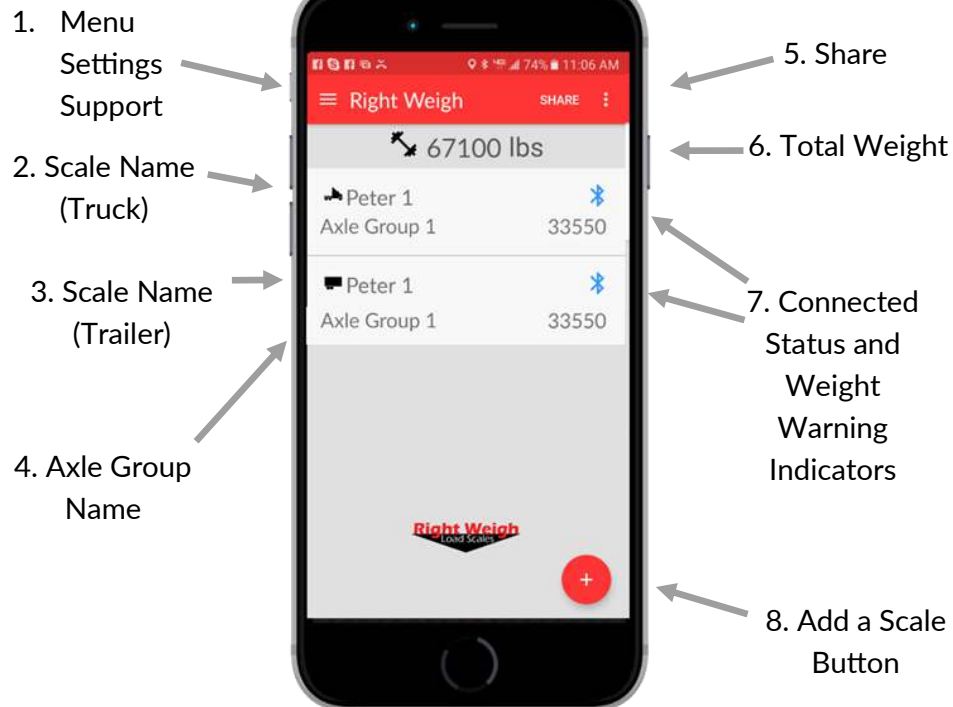 1. Menu
Settings
Support
2. Scale Name
(Truck)
3. Scale Name
(Trailer)
4. Axle Group
Name
74% 11:06 AM
Right Weigh
SHARE
67100 lbs
Peter 1
Axle Group 1 33550
Peter 1
Axle Group 1 33550
Right Weigh
Load Scales
+
5. Share
6. Total Weight
7. Connected
Status and
Weight
Warning
Indicators
8. Add a Scale
Button